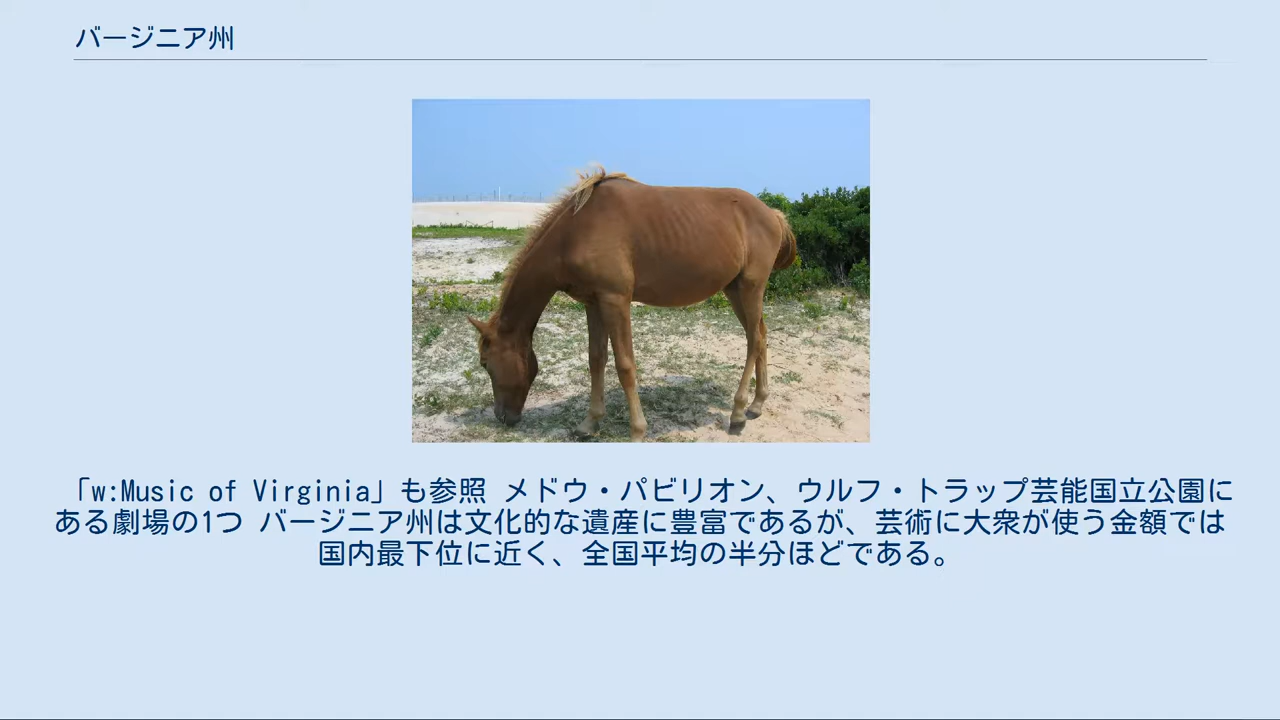 バージニア州
「w:Music of Virginia」も参照 メドウ・パビリオン、ウルフ・トラップ芸能国立公園に
ある劇場の1つ バージニア州は文化的な遺産に豊富であるが、芸術に大衆が使う金額では
国内最下位に近く、全国平均の半分ほどである。